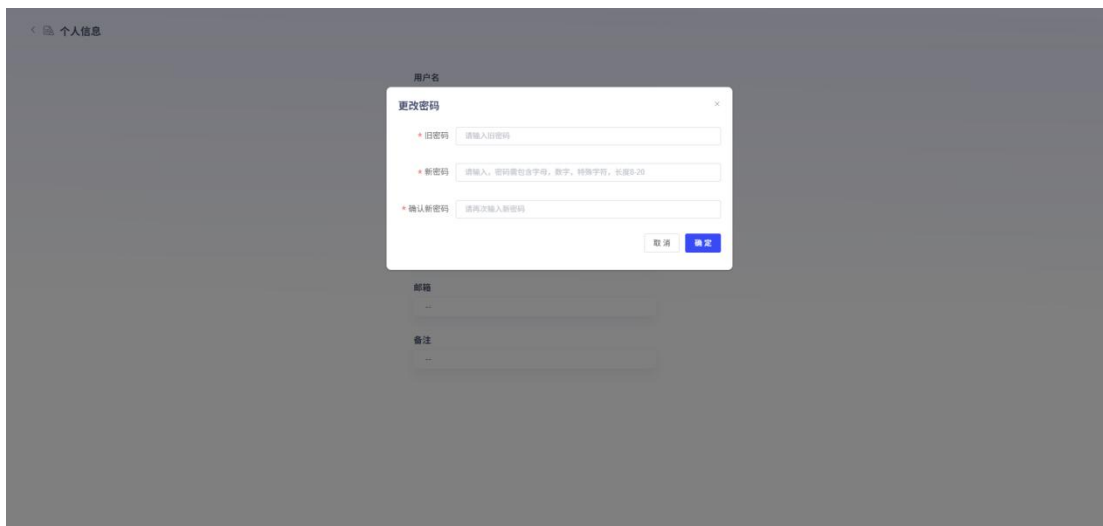 个人信息
用户名
更改密码
* 旧密码 请输入旧密码
* 新密码 请输入，密码需包含字母，数字，特殊字符，长度8-20
* 确认新密码 请再次输入新密码
取消 确定
邮箱
--
备注
--